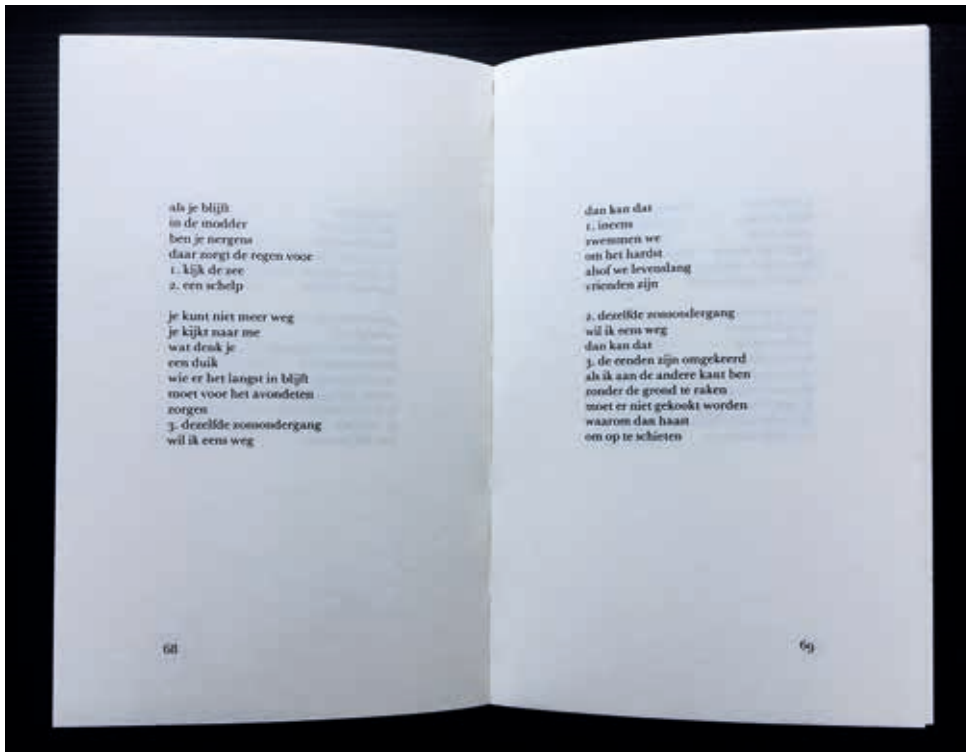 als je blijft
in de modder
ben je nergens
daar zorgt de regen voor
1. kijk de zee
2. een schelp
je kunt niet meer weg
je kijkt naar me
wat denk je
een duik
wie er het langst in blijft
moet voor het avondeten
zorgen
3. dezelfde zonsondergang
wil ik eens weg
68
dan kan dat
1. ineens
zwemmen we
om het hardst
alsof we levenslang
vrienden zijn
2. dezelfde zonsondergang
wil ik eens weg
dan kan dat
3. de eenden zijn omgekeerd
als ik aan de andere kant ben
zonder de grond te raken
moet er niet gekookt worden
waarom dan haast
om op te schieten
69